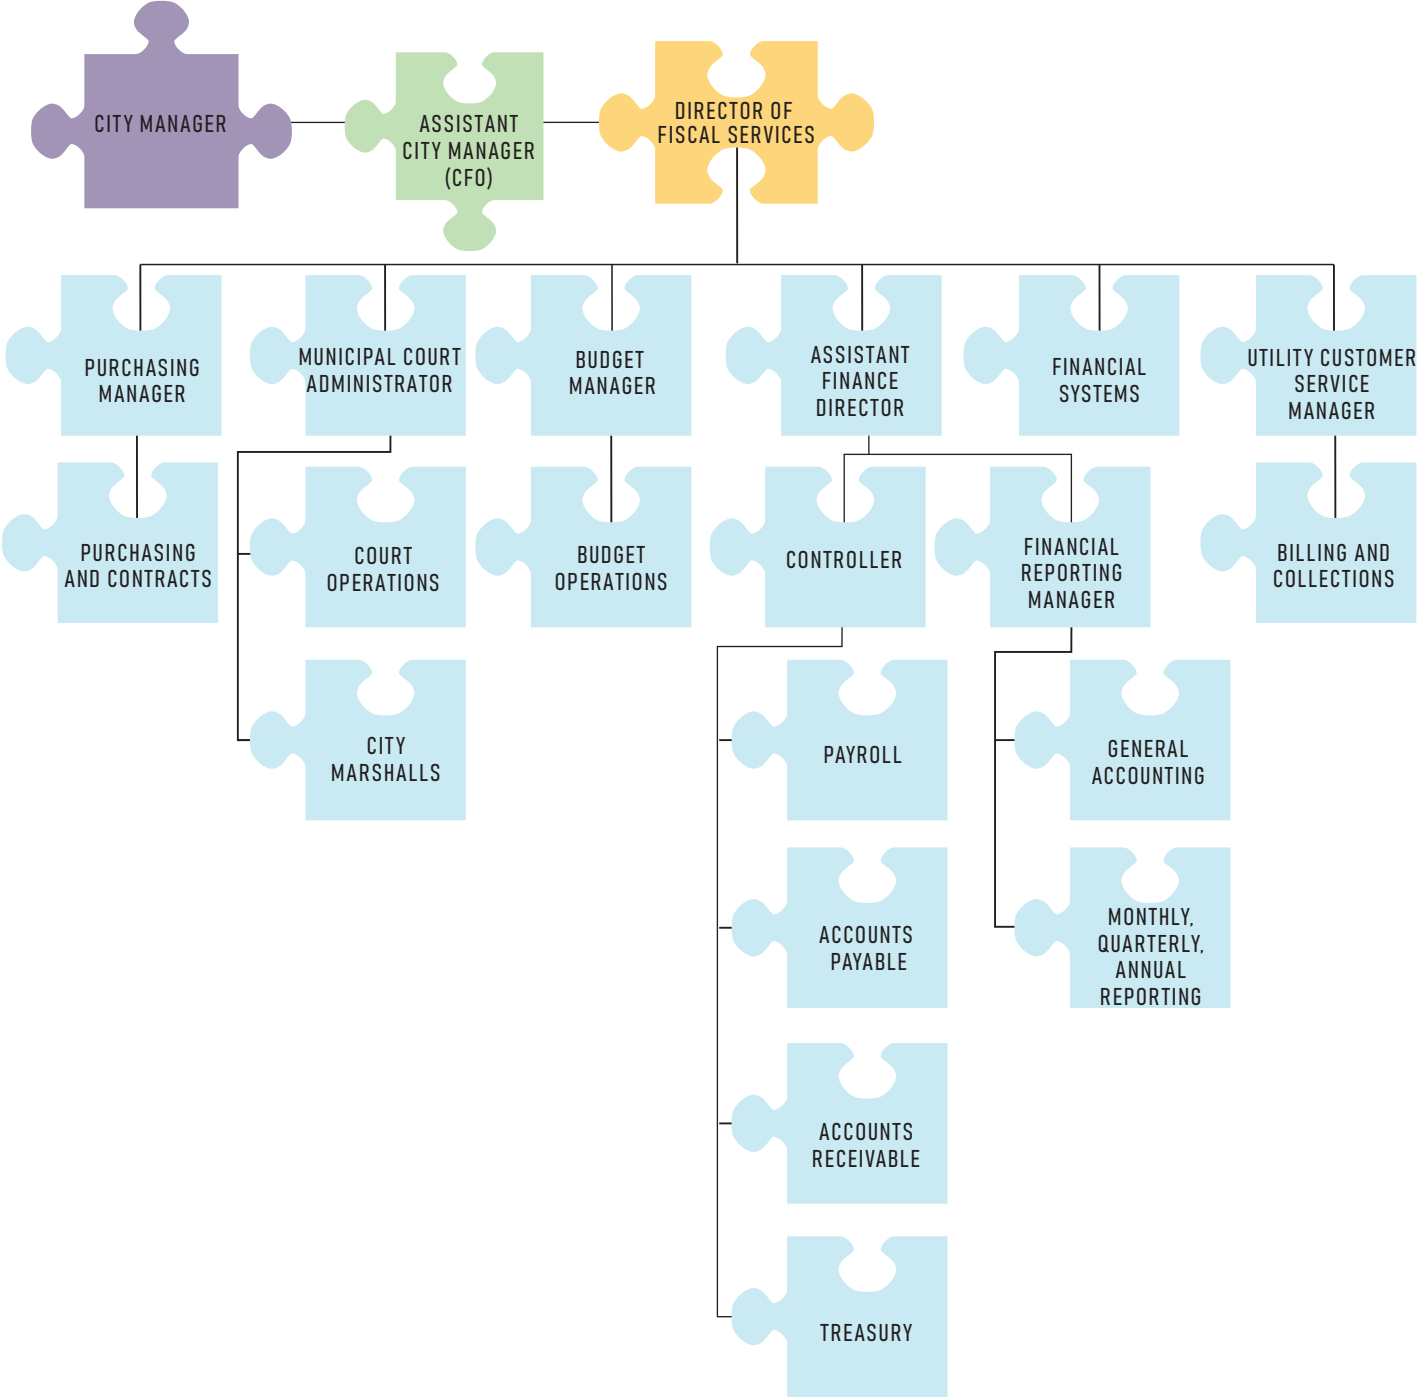 CITY MANAGER
ASSISTANT
CITY MANAGER
(CFO)
DIRECTOR OF
FISCAL SERVICES
PURCHASING
MANAGER
MUNICIPAL COURT
ADMINISTRATOR
BUDGET
MANAGER
ASSISTANT
FINANCE
DIRECTOR
FINANCIAL
SYSTEMS
UTILITY CUSTOMER
SERVICE
MANAGER
PURCHASING
AND CONTRACTS
COURT
OPERATIONS
BUDGET
OPERATIONS
CONTROLLER
FINANCIAL
REPORTING
MANAGER
BILLING AND
COLLECTIONS
CITY
MARSHALLS
PAYROLL
GENERAL
ACCOUNTING
ACCOUNTS
PAYABLE
MONTHLY,
QUARTERLY,
ANNUAL
REPORTING
ACCOUNTS
RECEIVABLE
TREASURY